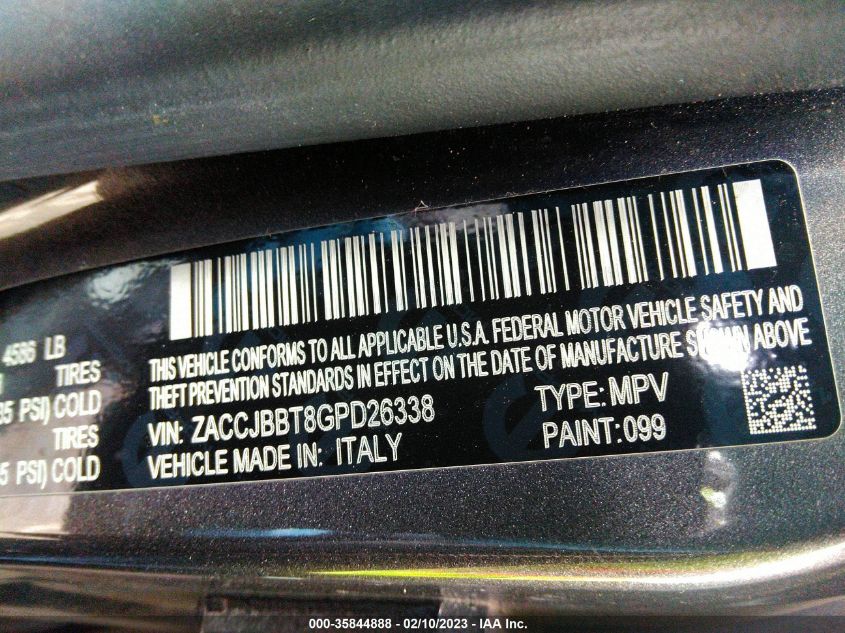 4586 LB
TIRES
PSI) COLD
TIRES
PSI) COLD
THIS VEHICLE CONFORMS TO ALL APPLICABLE U.S.A. FEDERAL MOTOR VEHICLE SAFETY AND
THEFT PREVENTION STANDARDS IN EFFECT ON THE DATE OF MANUFACTURE SHOWN ABOVE
VIN: ZACCJBBT8GPD26338 TYPE: MPV
VEHICLE MADE IN: ITALY PAINT: 099
000-35844888 - 02/10/2023 - IAA Inc.